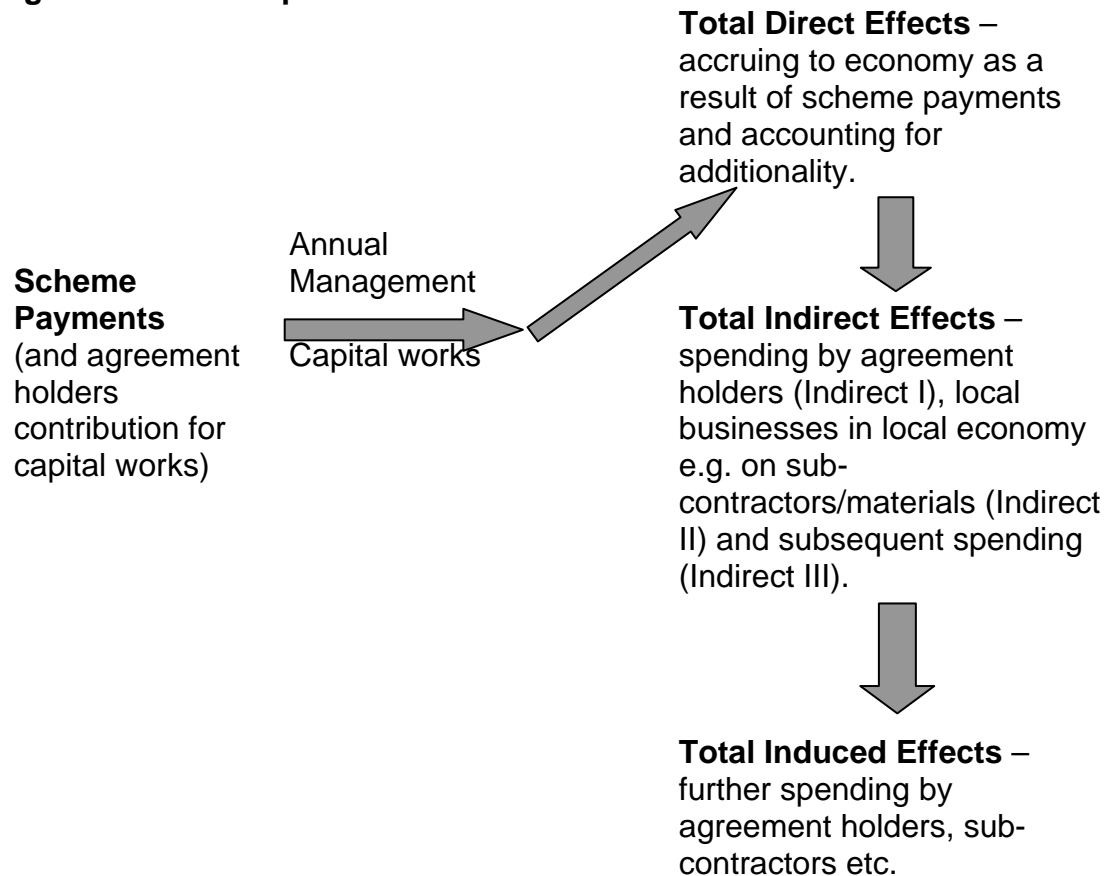 Total Direct Effects –
accruing to economy as a
result of scheme payments
and accounting for
additionality.
Annual
Management
Capital works
Scheme
Payments
(and agreement
holders
contribution for
capital works)
Total Indirect Effects –
spending by agreement
holders (Indirect I), local
businesses in local economy
e.g. on sub-
contractors/materials (Indirect
II) and subsequent spending
(Indirect III).
Total Induced Effects –
further spending by
agreement holders, sub-
contractors etc.